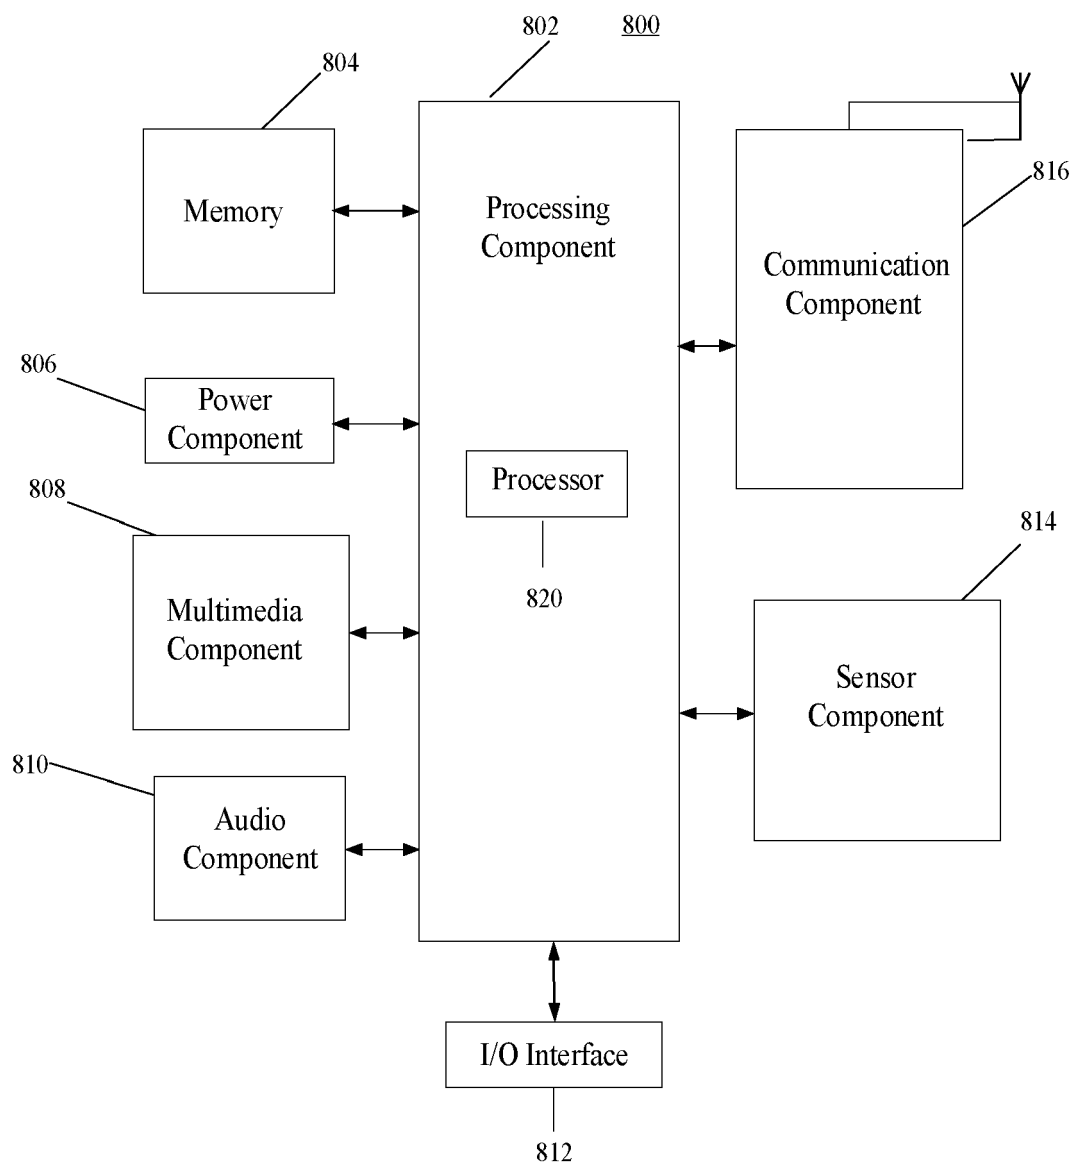 802
800
804
Memory
Processing
Component
816
Communication
Component
806
Power
Component
808
Processor
820
814
Multimedia
Component
Sensor
Component
810
Audio
Component
I/O Interface
812